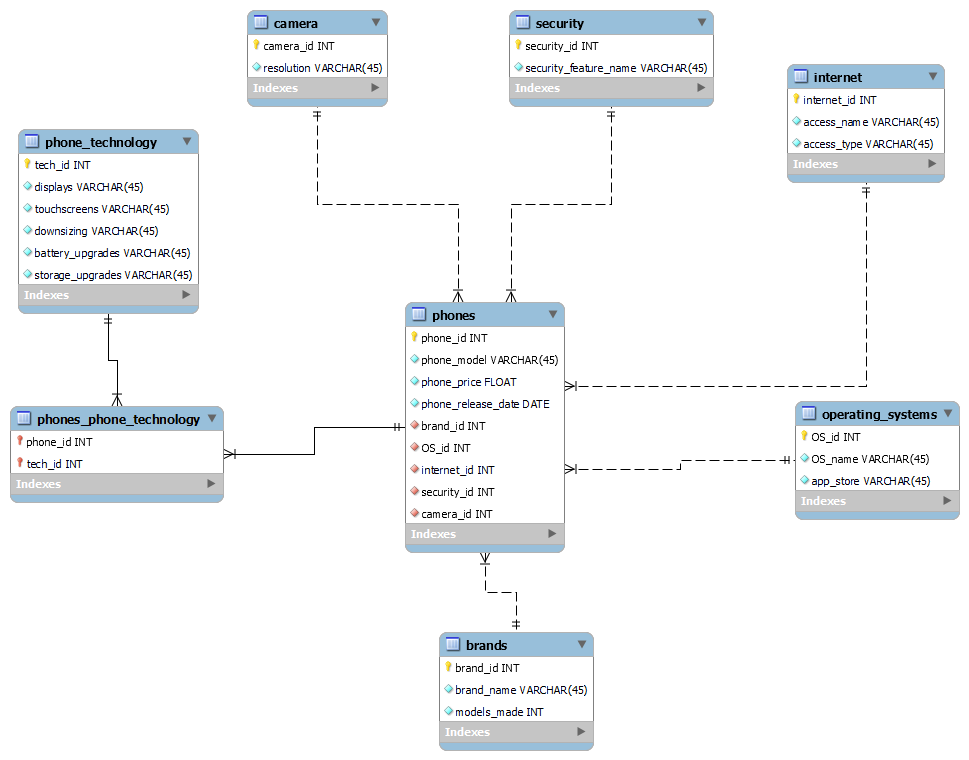 camera
camera_id INT
resolution VARCHAR(45)
Indexes
security
security_id INT
security_feature_name VARCHAR(45)
Indexes
internet
internet_id INT
access_name VARCHAR(45)
access_type VARCHAR(45)
Indexes
phone_technology
tech_id INT
displays VARCHAR(45)
touchscreens VARCHAR(45)
downsizing VARCHAR(45)
battery_upgrades VARCHAR(45)
storage_upgrades VARCHAR(45)
Indexes
phones
phone_id INT
phone_model VARCHAR(45)
phone_price FLOAT
phone_release_date DATE
brand_id INT
OS_id INT
internet_id INT
security_id INT
camera_id INT
Indexes
phones_phone_technology
phone_id INT
tech_id INT
Indexes
operating_systems
OS_id INT
OS_name VARCHAR(45)
app_store VARCHAR(45)
Indexes
brands
brand_id INT
brand_name VARCHAR(45)
models_made INT
Indexes